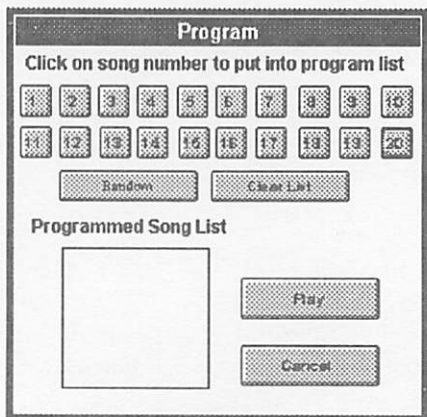 Program
Click on song number to put into program list
1 2 3 4 5 6 7 8 9 10
11 12 13 14 15 16 17 18 19 20
Random Clear List
Programmed Song List
Play
Cancel